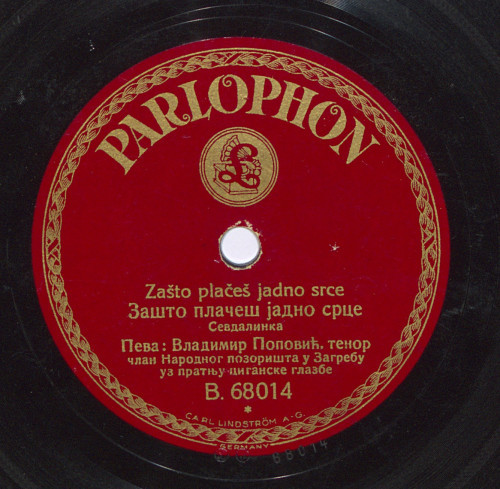 PARLOPHON
£
Zašto plačeš jadno srce
Зашто плачеш јадно срце
Севдалинка
Пева: Владимир Поповић, тенор
члан Народног позоришта у Загребу
уз пратњу циганске глазбе
B. 68014
*
CARL LINDSTRÖM A-G.
GERMANY
68014